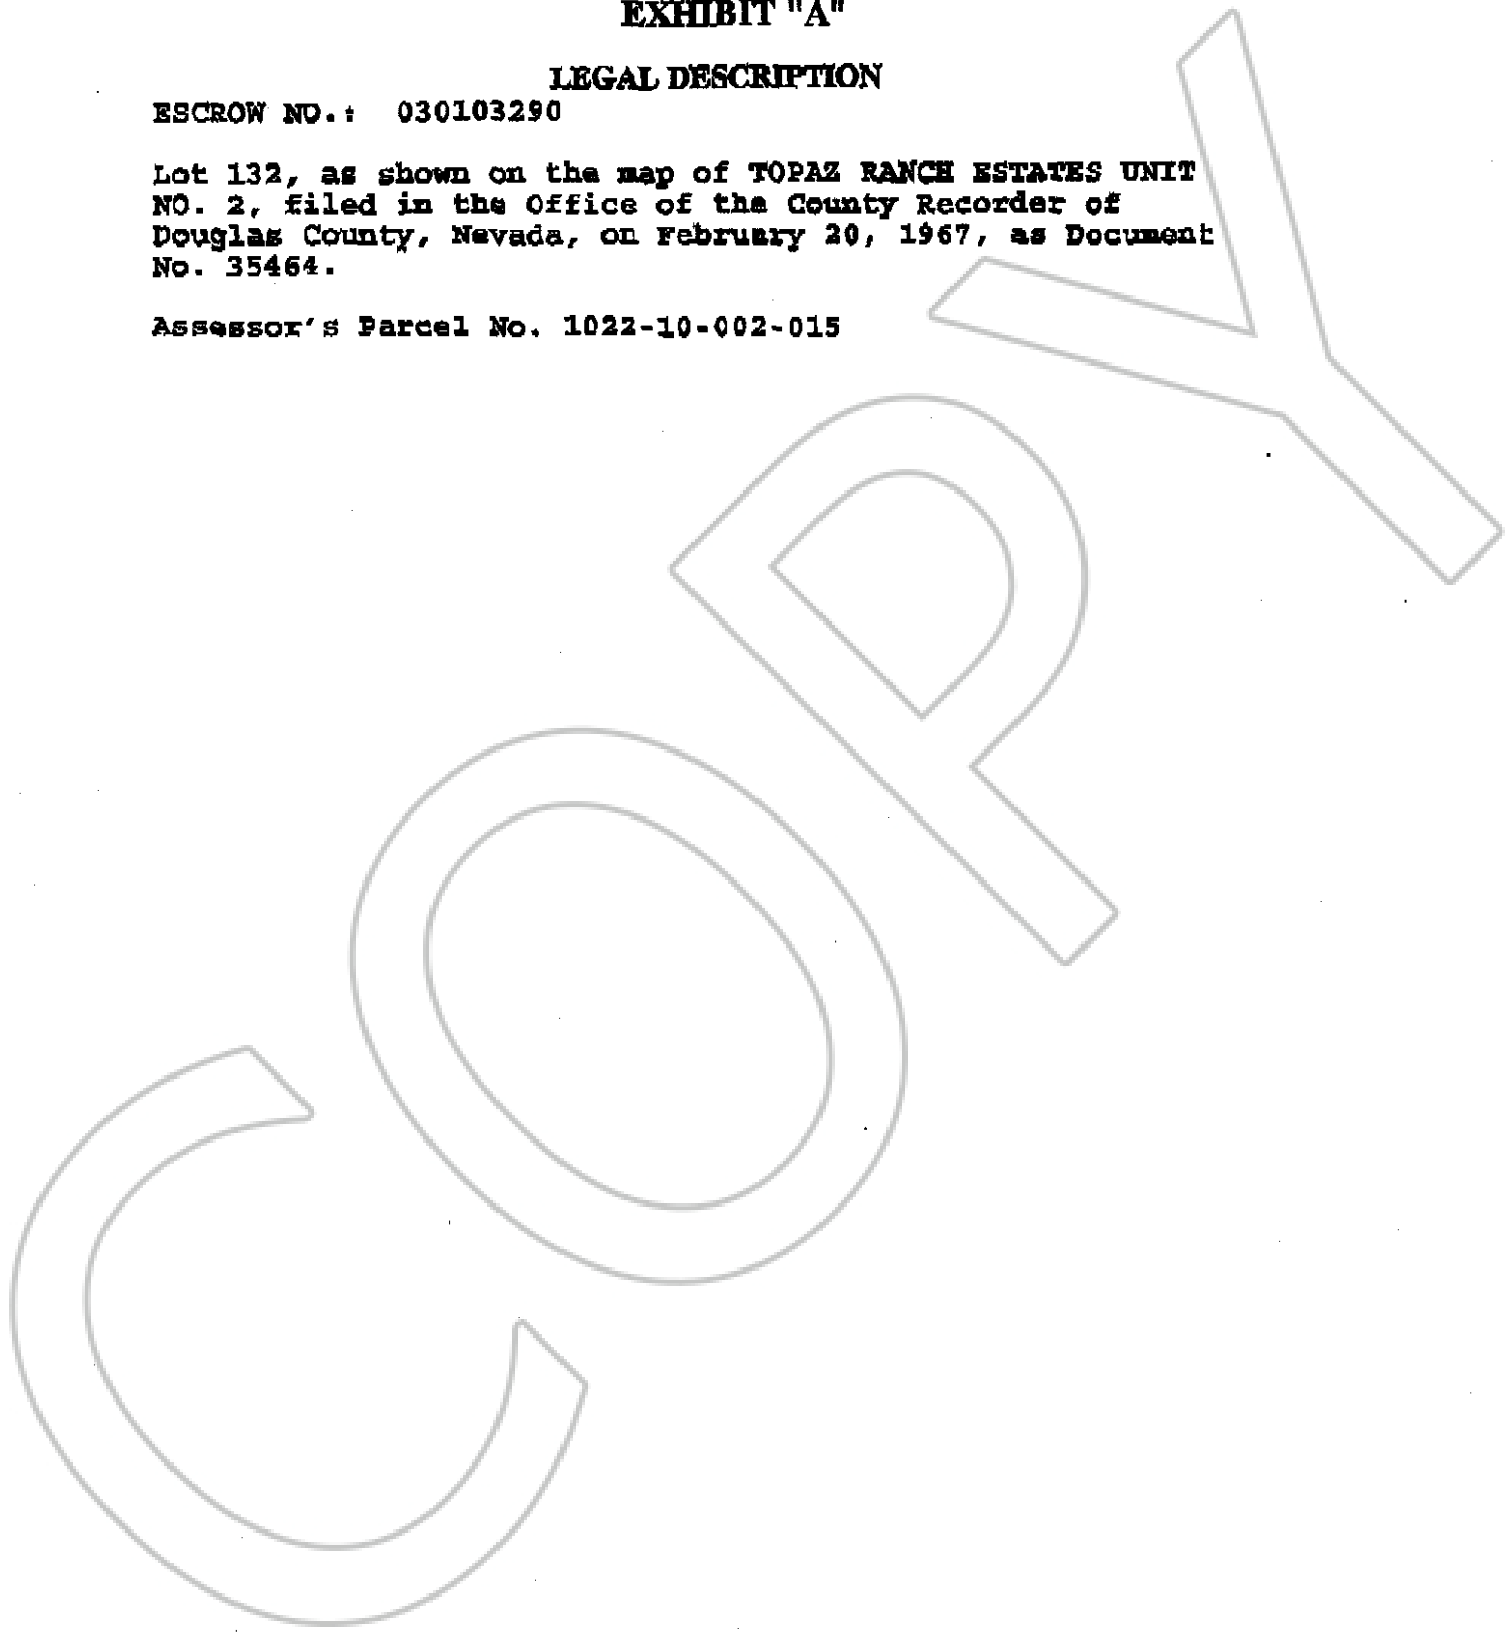 EXHIBIT "A"
LEGAL DESCRIPTION
ESCROW NO.: 030103290
Lot 132, as shown on the map of TOPAZ RANCH ESTATES UNIT
NO. 2, filed in the Office of the County Recorder of
Douglas County, Nevada, on February 20, 1967, as Document
No. 35464.
Assessor's Parcel No. 1022-10-002-015
COPY